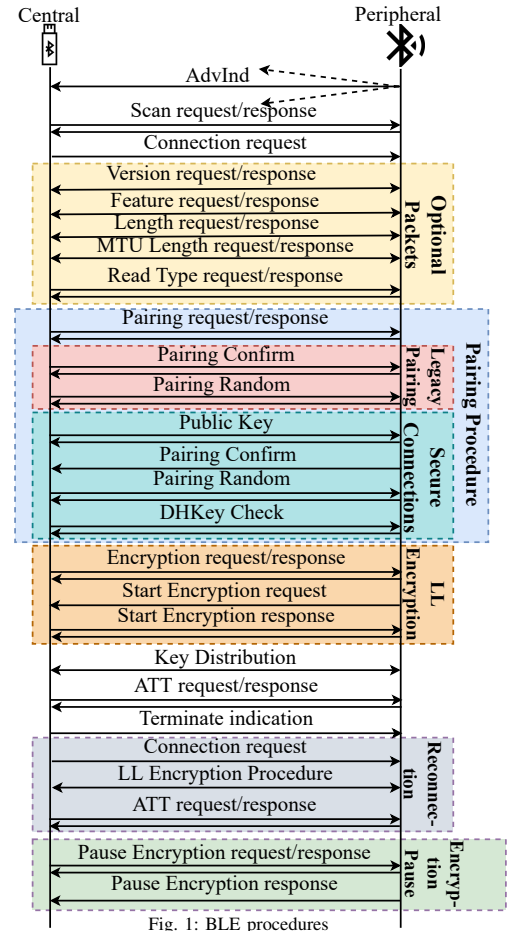 Central
Peripheral
AdvInd
Scan request/response
Connection request
Version request/response
Feature request/response
Length request/response
MTU Length request/response
Read Type request/response
Optional
Packets
Pairing request/response
Pairing Confirm
Pairing Random
Legacy
Pairing
Public Key
Pairing Confirm
Pairing Random
DHKey Check
Secure
Connections
Pairing Procedure
Encryption request/response
Start Encryption request
Start Encryption response
LL
Encryption
Key Distribution
ATT request/response
Terminate indication
Connection request
LL Encryption Procedure
ATT request/response
Reconnec-
tion
Pause Encryption request/response
Pause Encryption response
Encryp-
tion
Pause
Fig. 1: BLE procedures